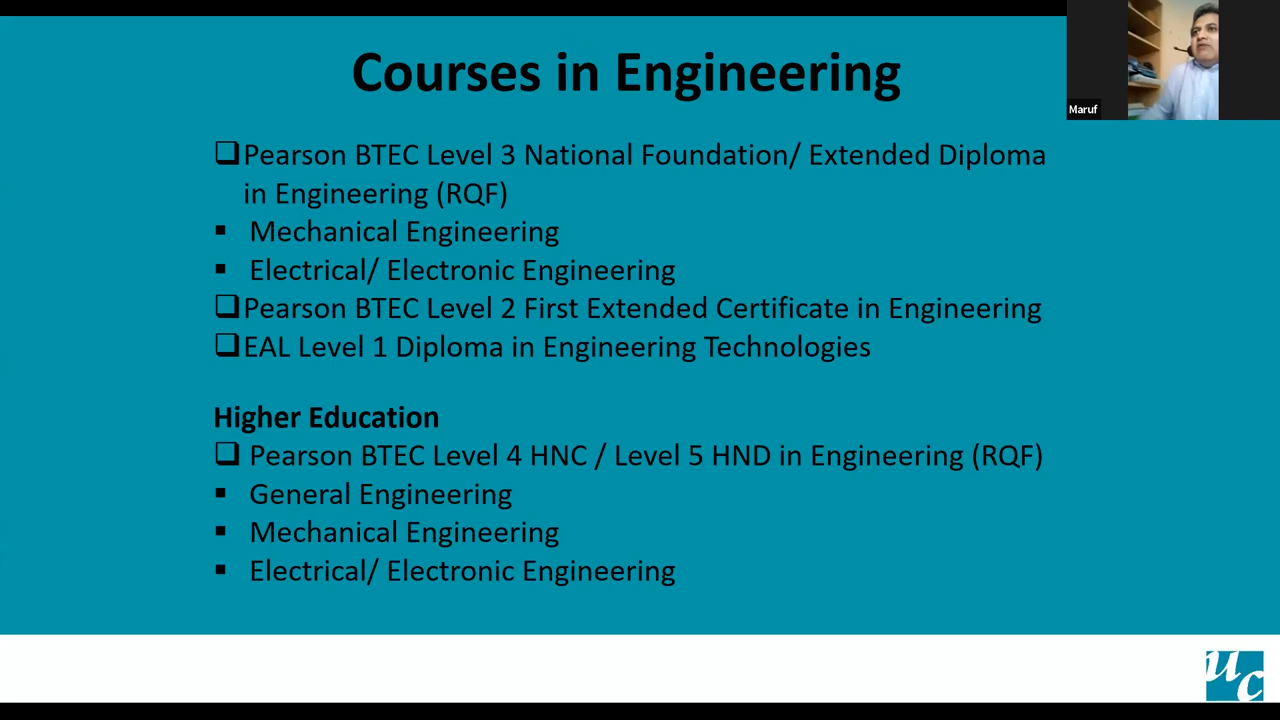 Courses in Engineering
Maruf
❑Pearson BTEC Level 3 National Foundation/ Extended Diploma
in Engineering (RQF)
▪ Mechanical Engineering
▪ Electrical/ Electronic Engineering
❑Pearson BTEC Level 2 First Extended Certificate in Engineering
❑EAL Level 1 Diploma in Engineering Technologies
Higher Education
❑ Pearson BTEC Level 4 HNC / Level 5 HND in Engineering (RQF)
▪ General Engineering
▪ Mechanical Engineering
▪ Electrical/ Electronic Engineering
uc